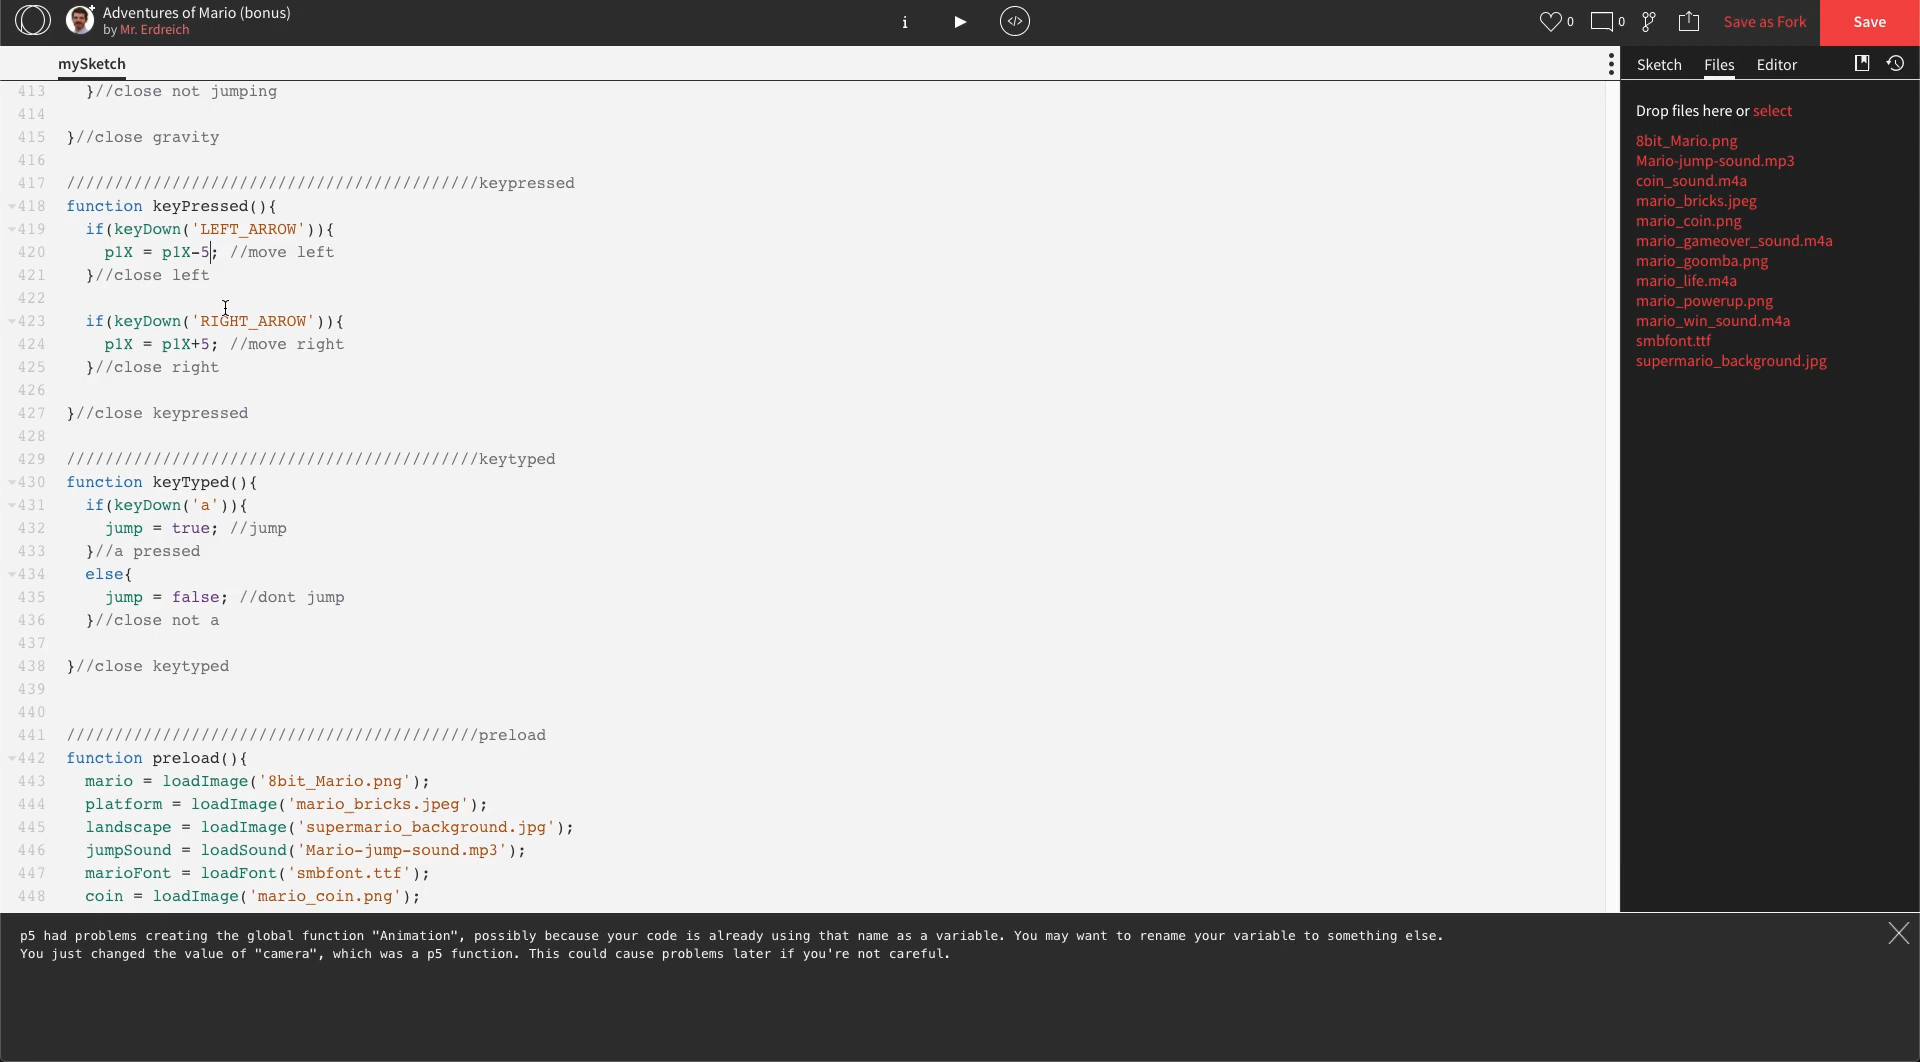 Adventures of Mario (bonus)
by Mr. Erdreich
i
</>
0
0
Save as Fork
Save
mySketch
Sketch Files Editor
413 }//close not jumping
414
415 }//close gravity
416
417 ///////////////////////////////////////////keypressed
418 function keyPressed(){
419 if(keyDown('LEFT_ARROW')){
420 p1X = p1X-5; //move left
421 }//close left
422
423 if(keyDown('RIGHT_ARROW')){
424 p1X = p1X+5; //move right
425 }//close right
426
427 }//close keypressed
428
429 ///////////////////////////////////////////keytyped
430 function keyTyped(){
431 if(keyDown('a')){
432 jump = true; //jump
433 }//a pressed
434 else{
435 jump = false; //dont jump
436 }//close not a
437
438 }//close keytyped
439
440
441 ///////////////////////////////////////////preload
442 function preload(){
443 mario = loadImage('8bit_Mario.png');
444 platform = loadImage('mario_bricks.jpeg');
445 landscape = loadImage('supermario_background.jpg');
446 jumpSound = loadSound('Mario-jump-sound.mp3');
447 marioFont = loadFont('smbfont.ttf');
448 coin = loadImage('mario_coin.png');
Drop files here or select
8bit_Mario.png
Mario-jump-sound.mp3
coin_sound.m4a
mario_bricks.jpeg
mario_coin.png
mario_gameover_sound.m4a
mario_goomba.png
mario_life.m4a
mario_powerup.png
mario_win_sound.m4a
smbfont.ttf
supermario_background.jpg
p5 had problems creating the global function "Animation", possibly because your code is already using that name as a variable. You may want to rename your variable to something else.
You just changed the value of "camera", which was a p5 function. This could cause problems later if you're not careful.